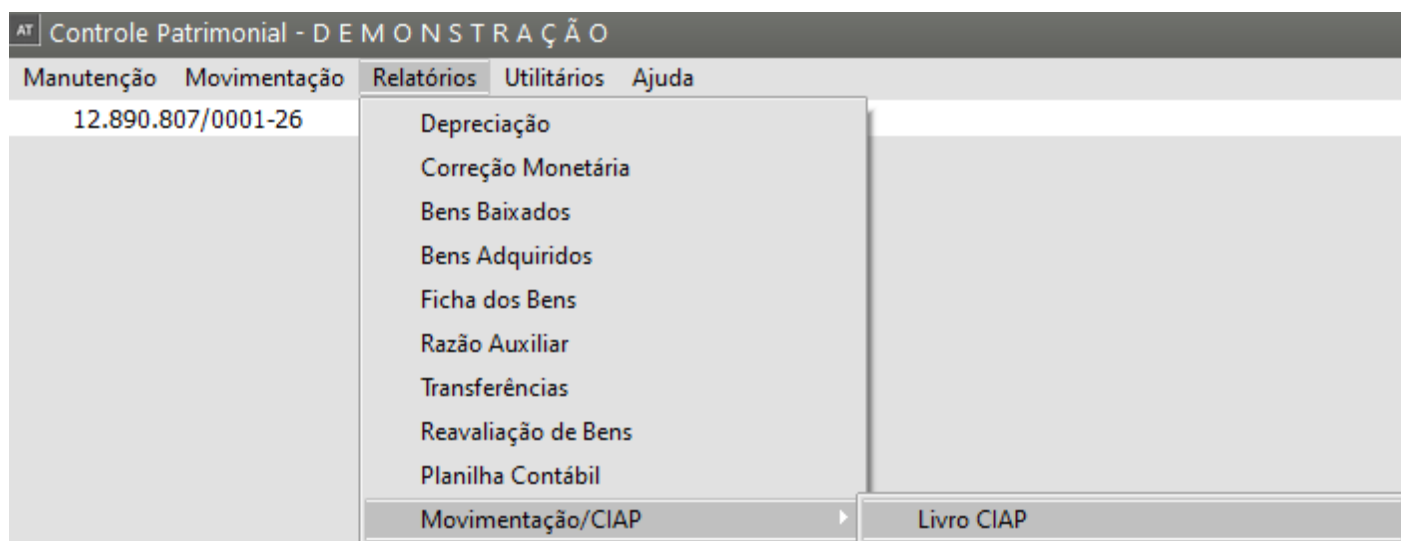 AT Controle Patrimonial - D E M O N S T R A Ç Ã O
Manutenção Movimentação Relatórios Utilitários Ajuda
12.890.807/0001-26
Depreciação
Correção Monetária
Bens Baixados
Bens Adquiridos
Ficha dos Bens
Razão Auxiliar
Transferências
Reavaliação de Bens
Planilha Contábil
Movimentação/CIAP Livro CIAP